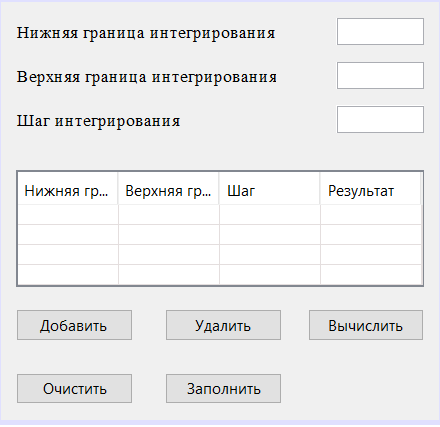 Нижняя граница интегрирования
Верхняя граница интегрирования
Шаг интегрирования
Нижняя гр... Верхняя гр... Шаг Результат
Добавить Удалить Вычислить
Очистить Заполнить